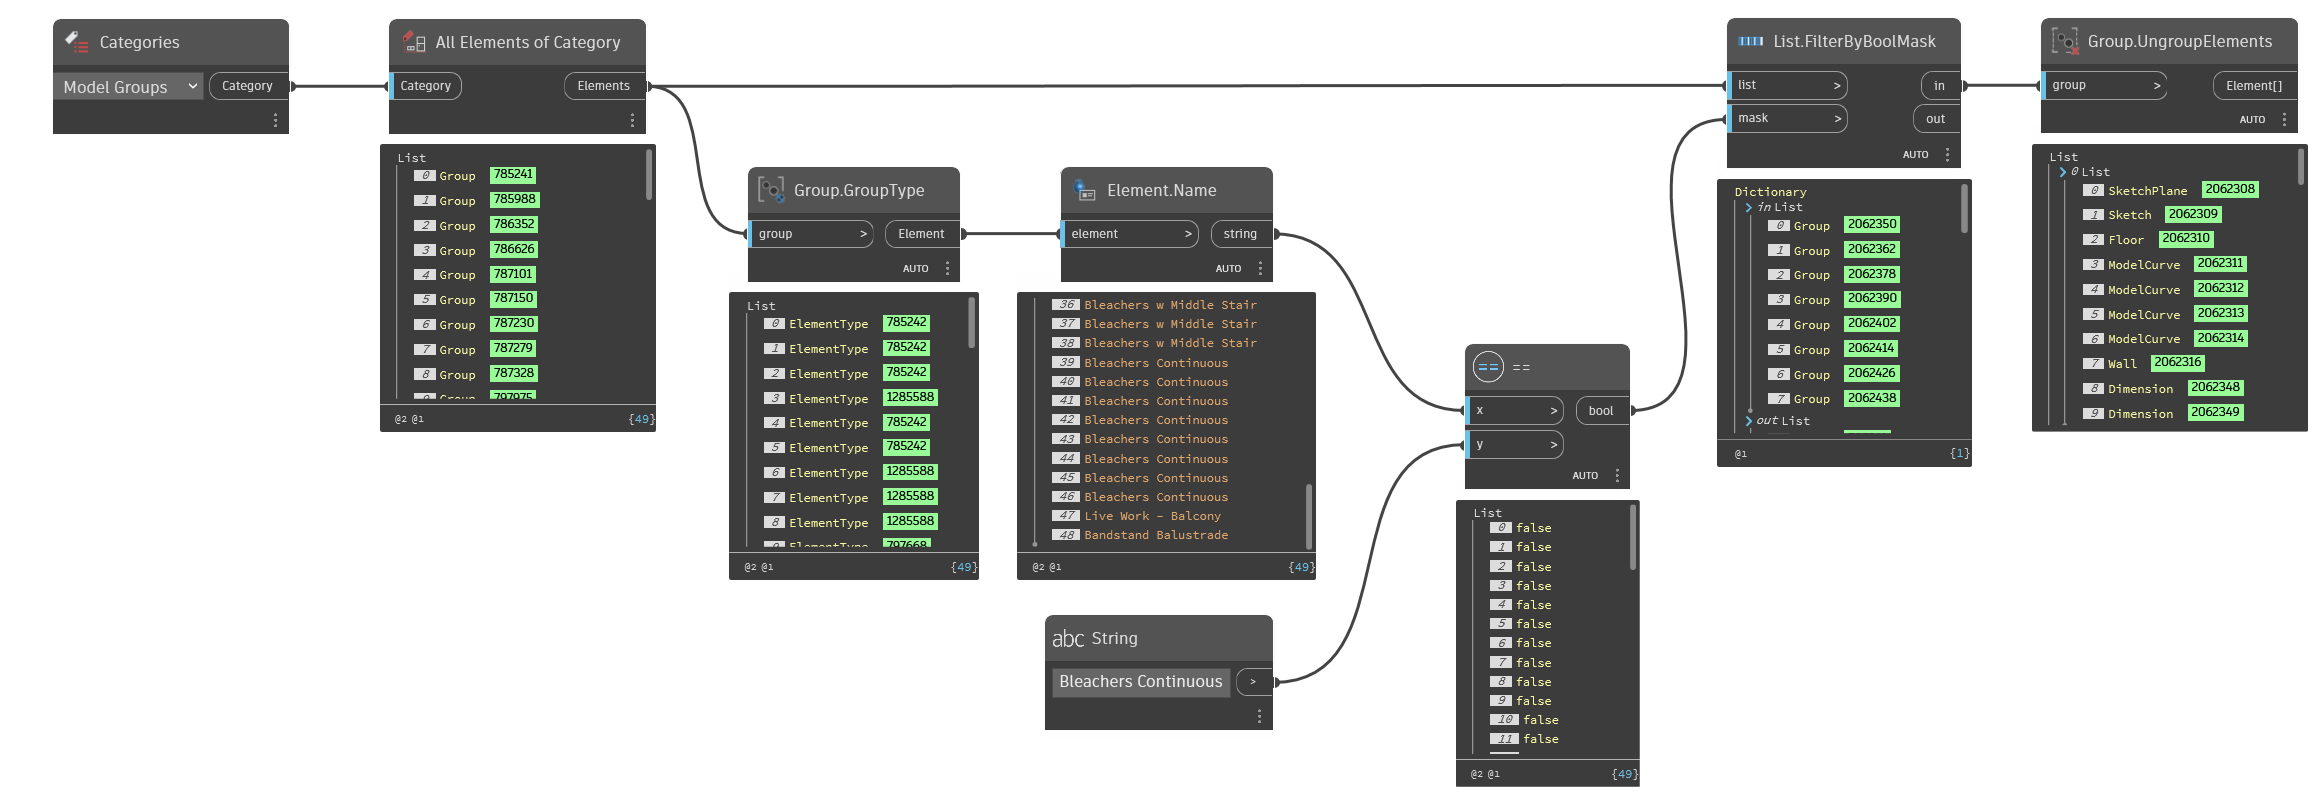 Categories
Model Groups
Category
All Elements of Category
Category
Elements
List
0 Group 785241
1 Group 785988
2 Group 786352
3 Group 786626
4 Group 787101
5 Group 787150
6 Group 787230
7 Group 787279
8 Group 787328
9 Group 797975
@2 @1 {49}
Group.GroupType
group >
Element
AUTO
List
0 ElementType 785242
1 ElementType 785242
2 ElementType 785242
3 ElementType 1285588
4 ElementType 785242
5 ElementType 785242
6 ElementType 1285588
7 ElementType 1285588
8 ElementType 1285588
9 ElementType 797668
@2 @1 {49}
Element.Name
element >
string
AUTO
36 Bleachers w Middle Stair
37 Bleachers w Middle Stair
38 Bleachers w Middle Stair
39 Bleachers Continuous
40 Bleachers Continuous
41 Bleachers Continuous
42 Bleachers Continuous
43 Bleachers Continuous
44 Bleachers Continuous
45 Bleachers Continuous
46 Bleachers Continuous
47 Live Work - Balcony
48 Bandstand Balustrade
@2 @1 {49}
abc String
Bleachers Continuous >
== ==
x >
bool
y >
AUTO
List
0 false
1 false
2 false
3 false
4 false
5 false
6 false
7 false
8 false
9 false
10 false
11 false
@2 @1 {49}
List.FilterByBoolMask
list >
in
mask >
out
AUTO
Dictionary
in List
0 Group 2062350
1 Group 2062362
2 Group 2062378
3 Group 2062390
4 Group 2062402
5 Group 2062414
6 Group 2062426
7 Group 2062438
out List
@1 {1}
Group.UngroupElements
group >
Element[]
AUTO
List
0 List
0 SketchPlane 2062308
1 Sketch 2062309
2 Floor 2062310
3 ModelCurve 2062311
4 ModelCurve 2062312
5 ModelCurve 2062313
6 ModelCurve 2062314
7 Wall 2062316
8 Dimension 2062348
9 Dimension 2062349